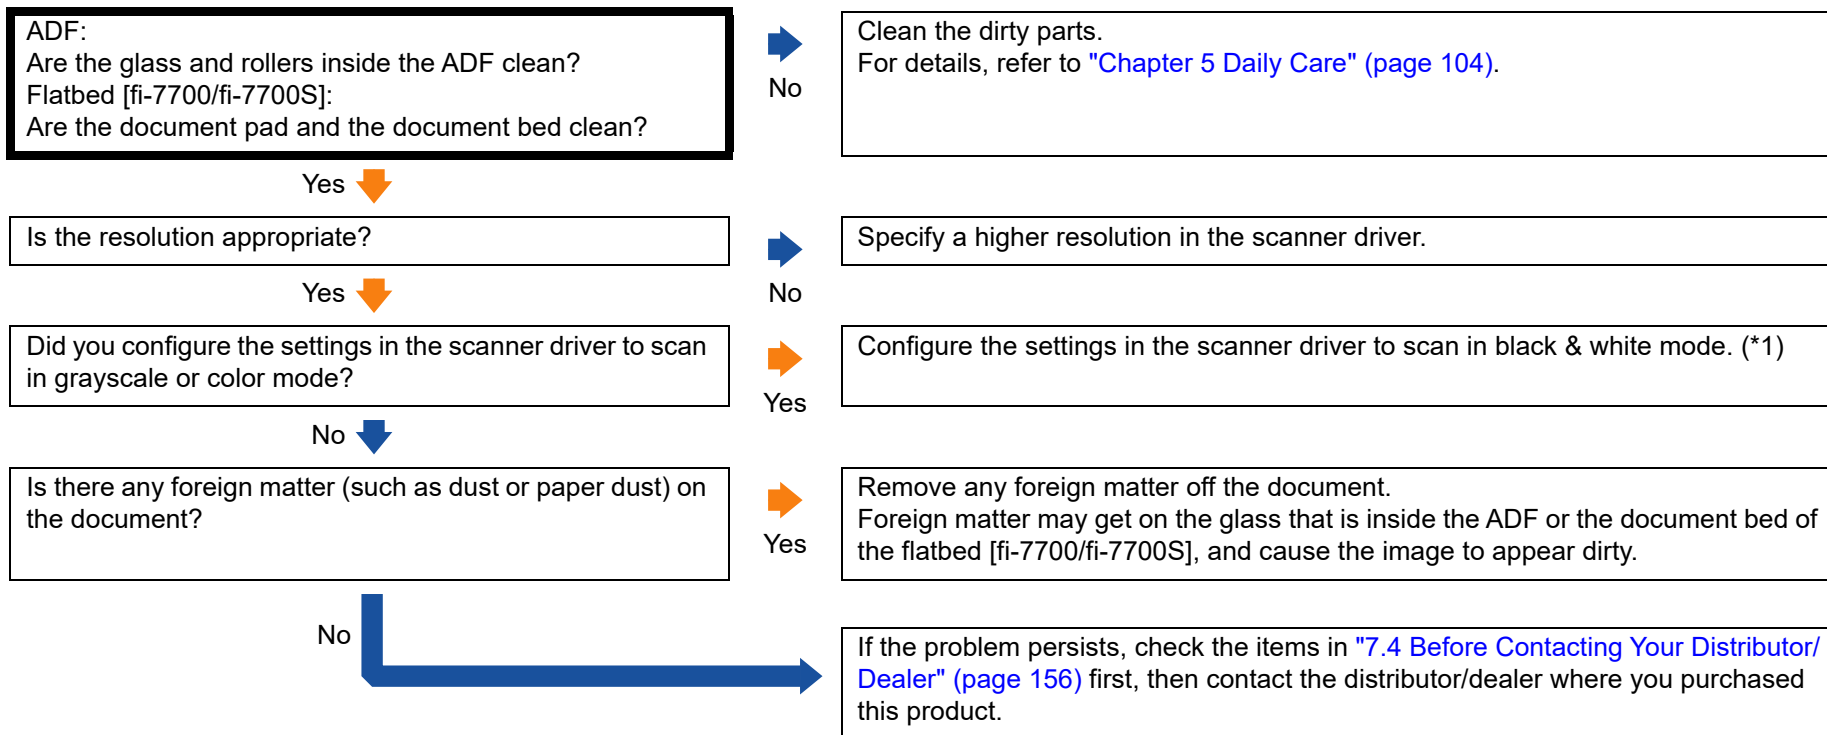 ADF:
Are the glass and rollers inside the ADF clean?
Flatbed [fi-7700/fi-7700S]:
Are the document pad and the document bed clean?
No
Clean the dirty parts.
For details, refer to "Chapter 5 Daily Care" (page 104).
Yes
Is the resolution appropriate?
No
Specify a higher resolution in the scanner driver.
Yes
Did you configure the settings in the scanner driver to scan
in grayscale or color mode?
Yes
Configure the settings in the scanner driver to scan in black & white mode. (*1)
No
Is there any foreign matter (such as dust or paper dust) on
the document?
Yes
Remove any foreign matter off the document.
Foreign matter may get on the glass that is inside the ADF or the document bed of
the flatbed [fi-7700/fi-7700S], and cause the image to appear dirty.
No
If the problem persists, check the items in "7.4 Before Contacting Your Distributor/
Dealer" (page 156) first, then contact the distributor/dealer where you purchased
this product.